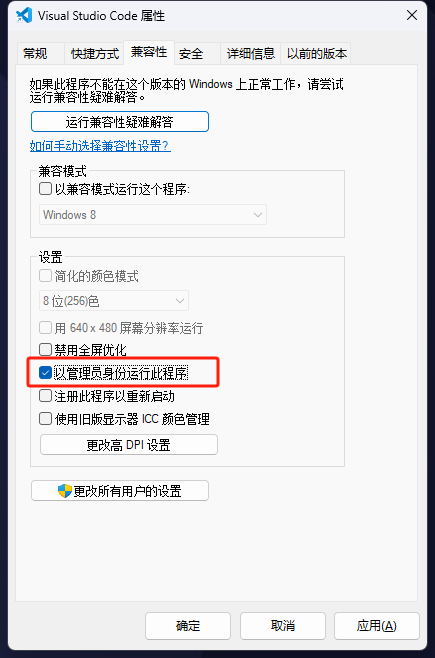 Visual Studio Code 属性
常规 快捷方式 兼容性 安全 详细信息 以前的版本
如果此程序不能在这个版本的 Windows 上正常工作，请尝试
运行兼容性疑难解答。
运行兼容性疑难解答
如何手动选择兼容性设置?
兼容模式
以兼容模式运行这个程序:
Windows 8
设置
简化的颜色模式
8 位(256)色
用 640 x 480 屏幕分辨率运行
禁用全屏优化
以管理员身份运行此程序
注册此程序以重新启动
使用旧版显示器 ICC 颜色管理
更改高 DPI 设置
更改所有用户的设置
确定 取消 应用(A)